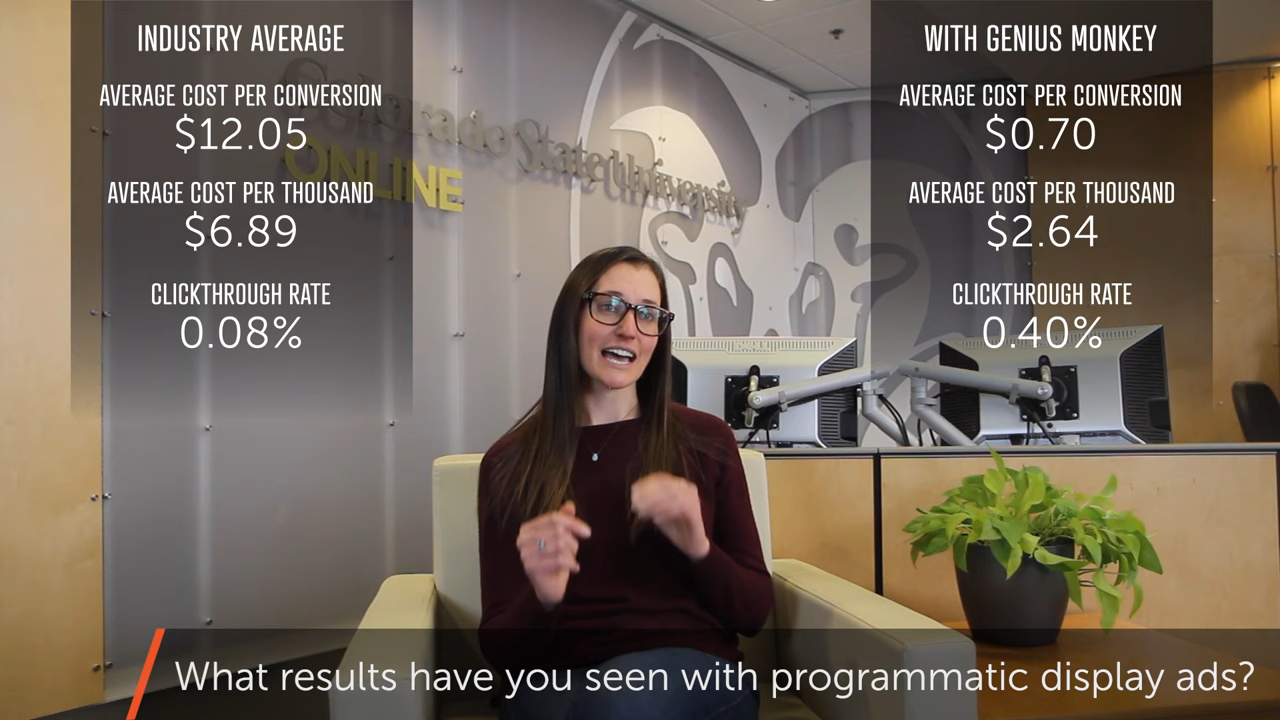 INDUSTRY AVERAGE
AVERAGE COST PER CONVERSION
$12.05
AVERAGE COST PER THOUSAND
$6.89
CLICKTHROUGH RATE
0.08%
WITH GENIUS MONKEY
AVERAGE COST PER CONVERSION
$0.70
AVERAGE COST PER THOUSAND
$2.64
CLICKTHROUGH RATE
0.40%
Colorado State University
ONLINE
What results have you seen with programmatic display ads?